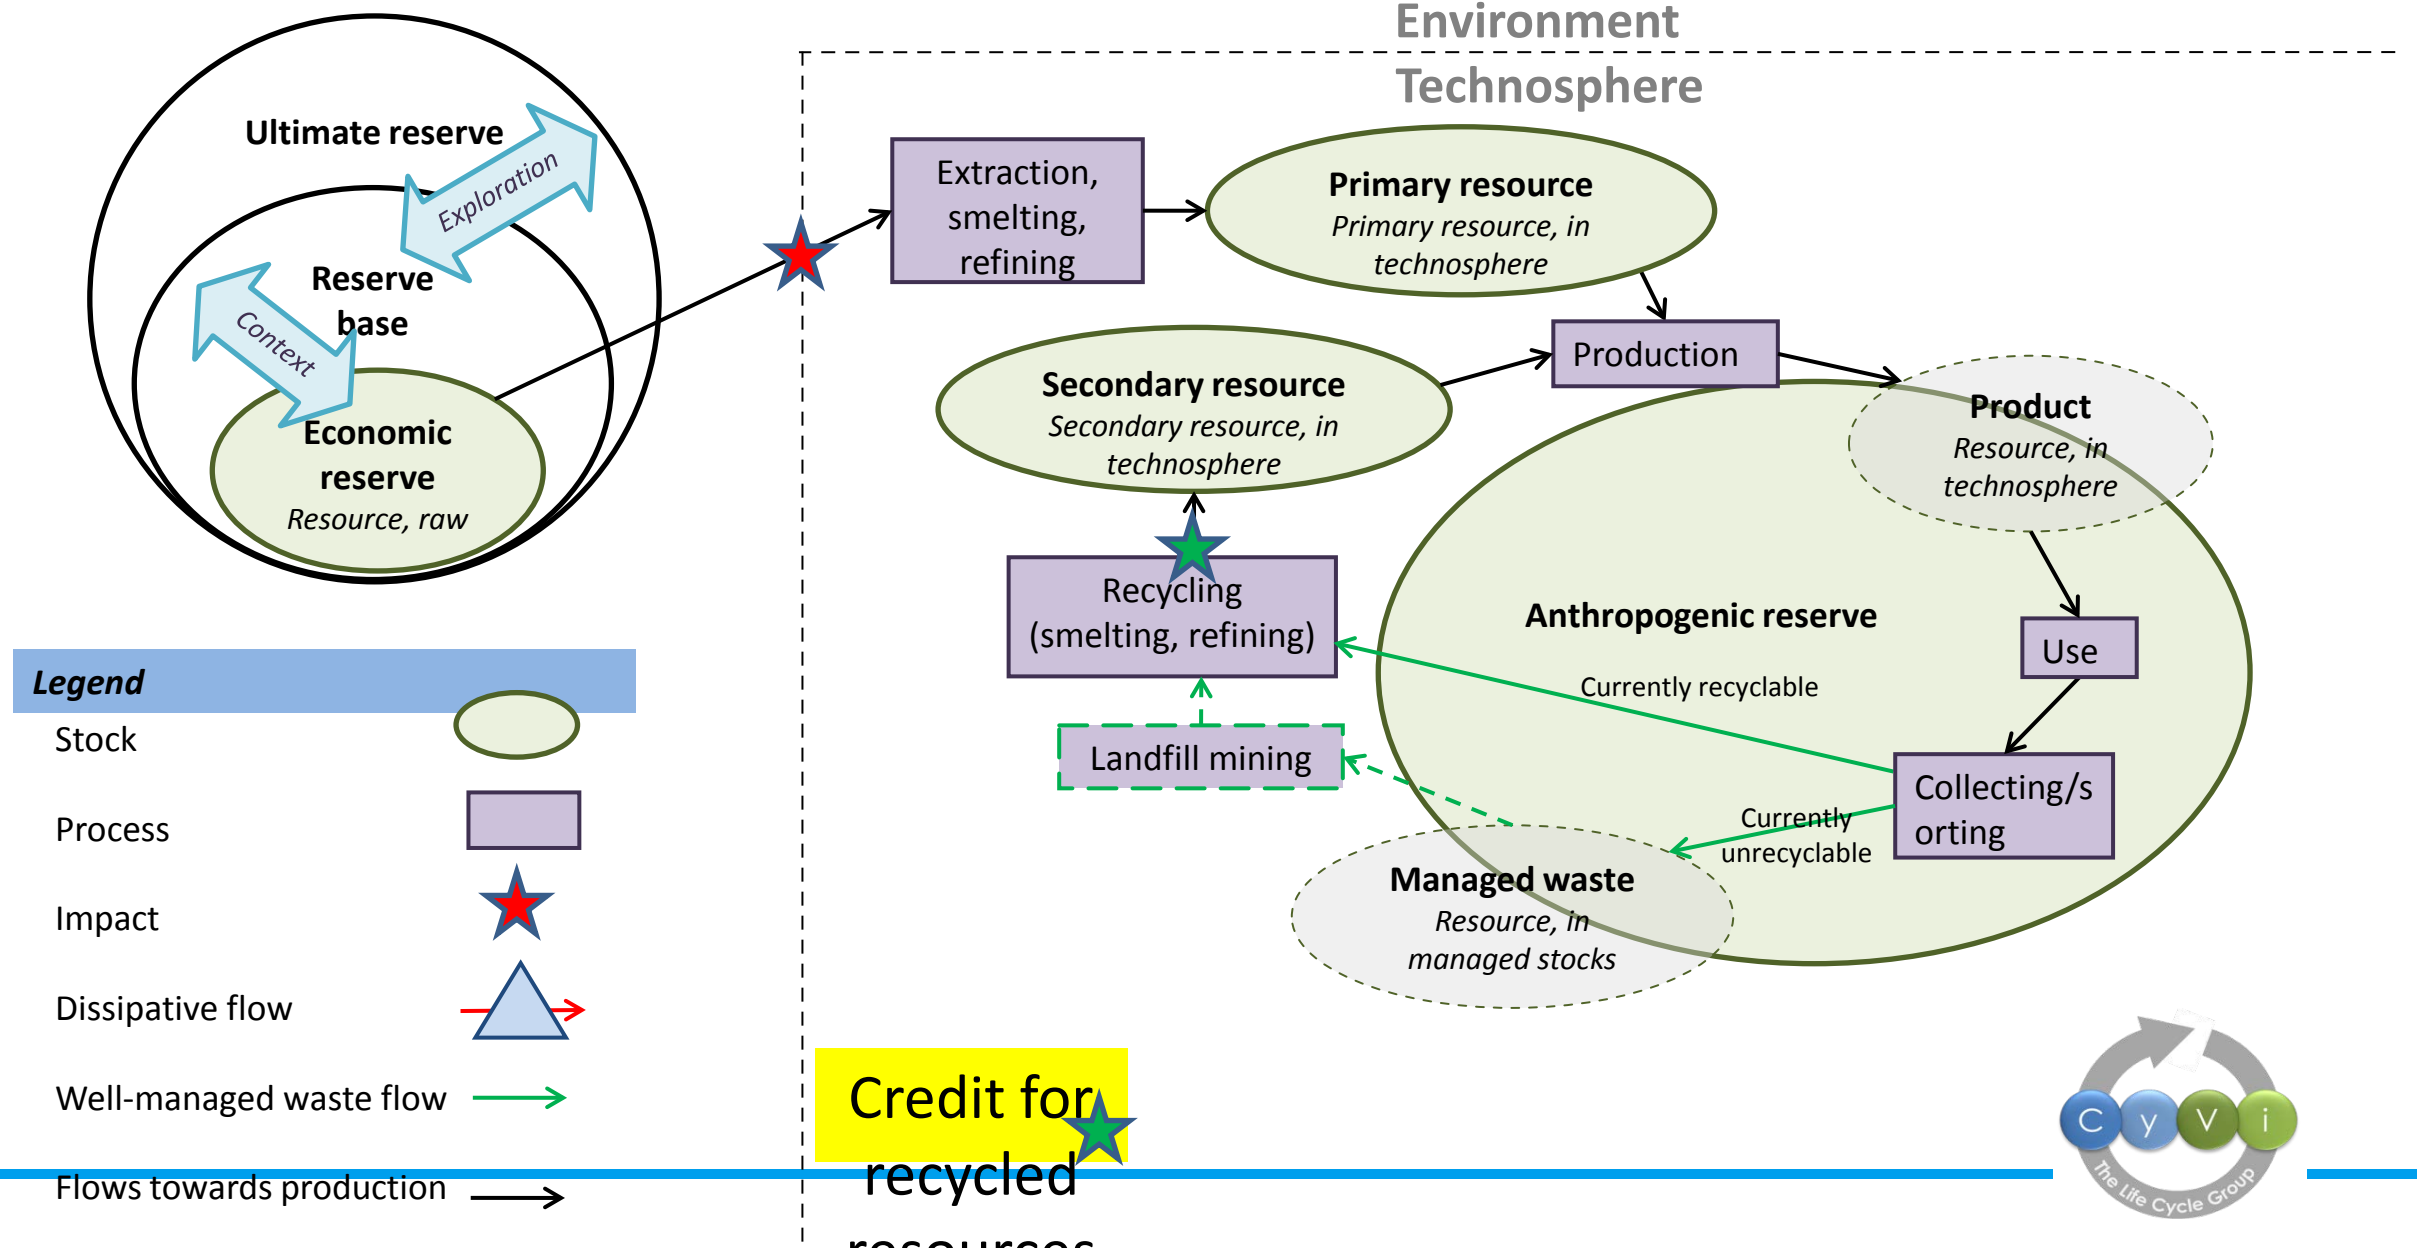 Environment
Technosphere
Ultimate reserve
Exploration
Reserve
base
Context
Economic
reserve
Resource, raw
Extraction,
smelting,
refining
Primary resource
Primary resource, in
technosphere
Production
Secondary resource
Secondary resource, in
technosphere
Product
Resource, in
technosphere
Recycling
(smelting, refining)
Anthropogenic reserve
Use
Currently recyclable
Landfill mining
Collecting/s
orting
Currently
unrecyclable
Managed waste
Resource, in
managed stocks
Legend
Stock
Process
Impact
Dissipative flow
Well-managed waste flow
Flows towards production
Credit for
recycled
resources
CyVi
The Life Cycle Group